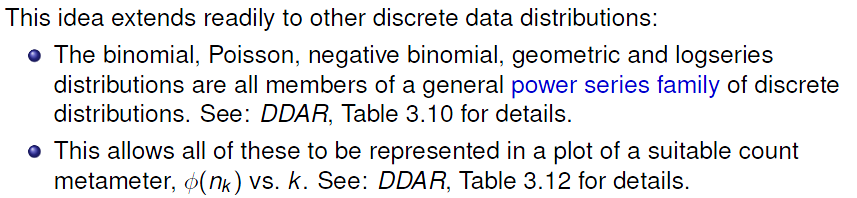 This idea extends readily to other discrete data distributions:
The binomial, Poisson, negative binomial, geometric and logseries
distributions are all members of a general power series family of discrete
distributions. See: DDAR, Table 3.10 for details.
This allows all of these to be represented in a plot of a suitable count
metameter, ϕ(nₖ) vs. k. See: DDAR, Table 3.12 for details.